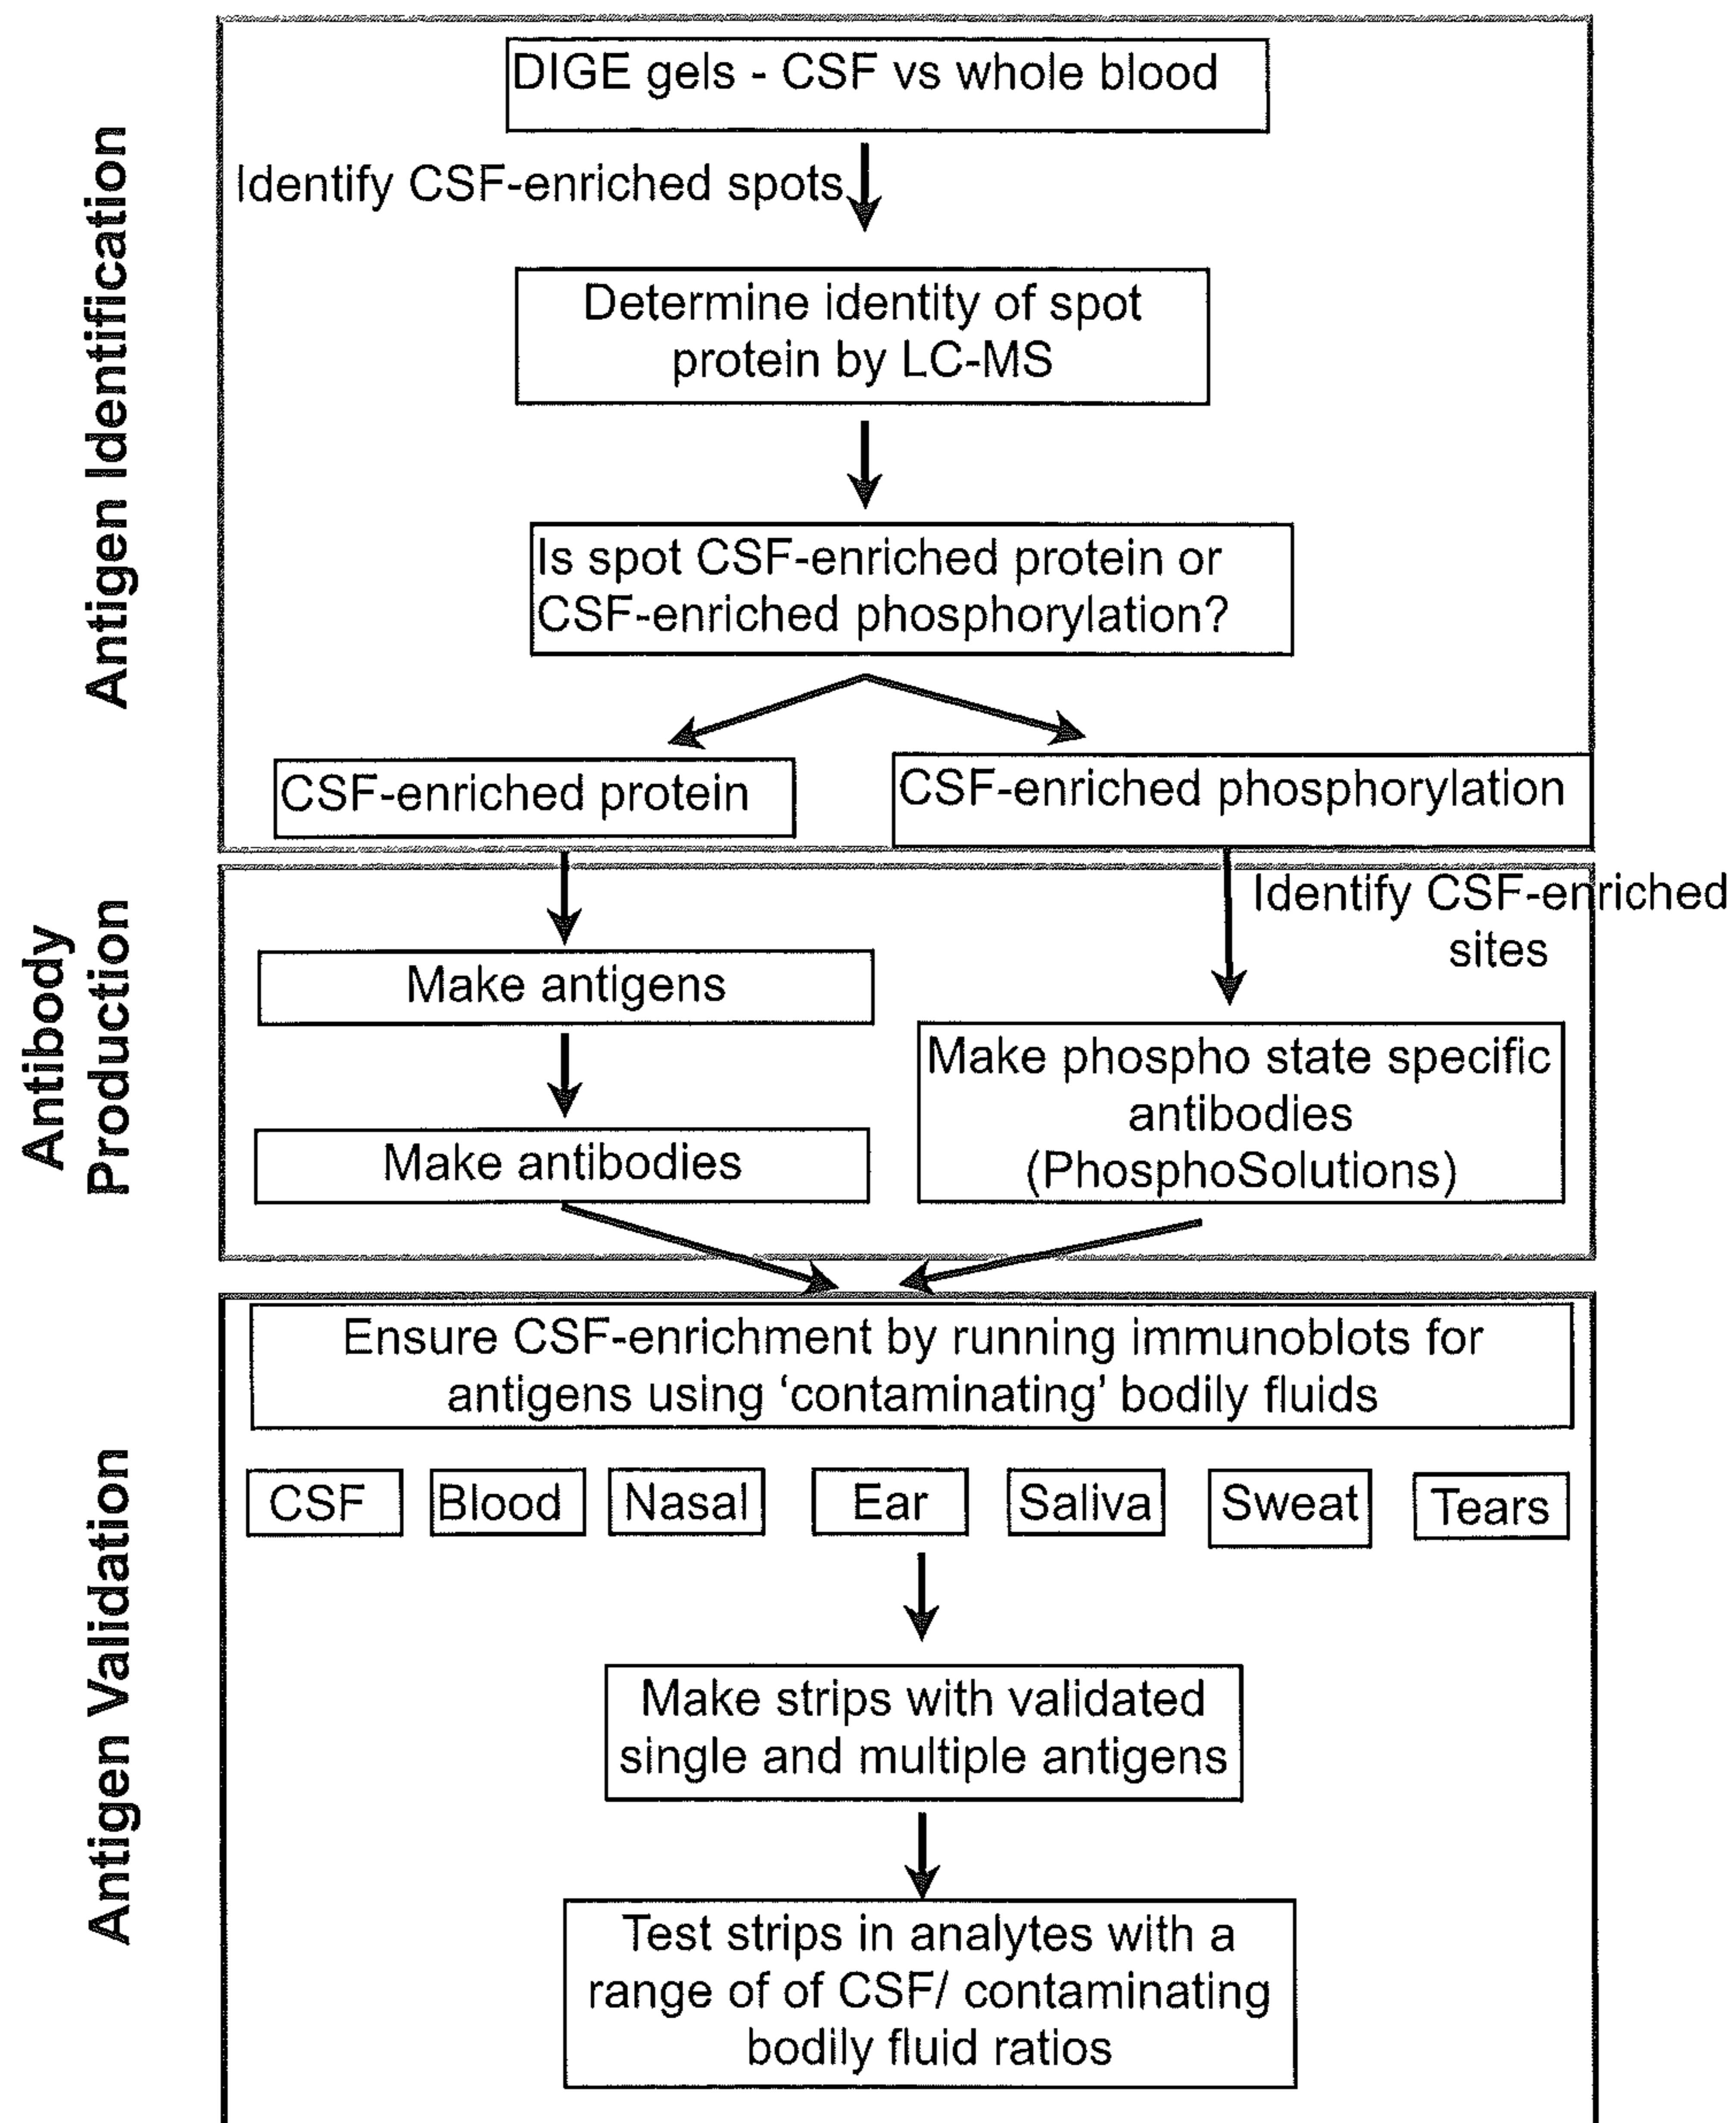 Antigen Identification
DIGE gels - CSF vs whole blood
Identify CSF-enriched spots
Determine identity of spot
protein by LC-MS
Is spot CSF-enriched protein or
CSF-enriched phosphorylation?
CSF-enriched protein
CSF-enriched phosphorylation
Antibody
Production
Identify CSF-enriched
sites
Make antigens
Make antibodies
Make phospho state specific
antibodies
(PhosphoSolutions)
Antigen Validation
Ensure CSF-enrichment by running immunoblots for
antigens using ‘contaminating’ bodily fluids
CSF
Blood
Nasal
Ear
Saliva
Sweat
Tears
Make strips with validated
single and multiple antigens
Test strips in analytes with a
range of of CSF/ contaminating
bodily fluid ratios